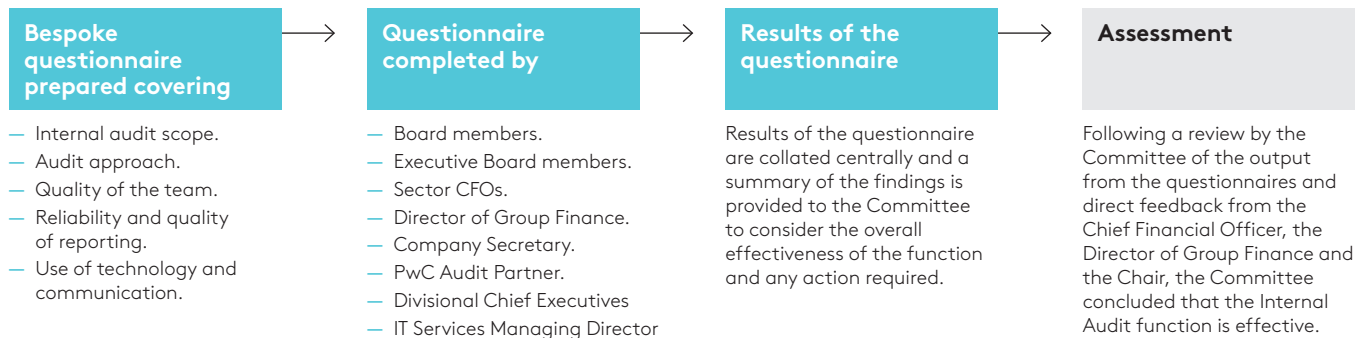 Bespoke
questionnaire
prepared covering
— Internal audit scope.
— Audit approach.
— Quality of the team.
— Reliability and quality
of reporting.
— Use of technology and
communication.
Questionnaire
completed by
— Board members.
— Executive Board members.
— Sector CFOs.
— Director of Group Finance.
— Company Secretary.
— PwC Audit Partner.
— Divisional Chief Executives
— IT Services Managing Director
Results of the
questionnaire
Results of the questionnaire
are collated centrally and a
summary of the findings is
provided to the Committee
to consider the overall
effectiveness of the function
and any action required.
Assessment
Following a review by the
Committee of the output
from the questionnaires and
direct feedback from the
Chief Financial Officer, the
Director of Group Finance and
the Chair, the Committee
concluded that the Internal
Audit function is effective.